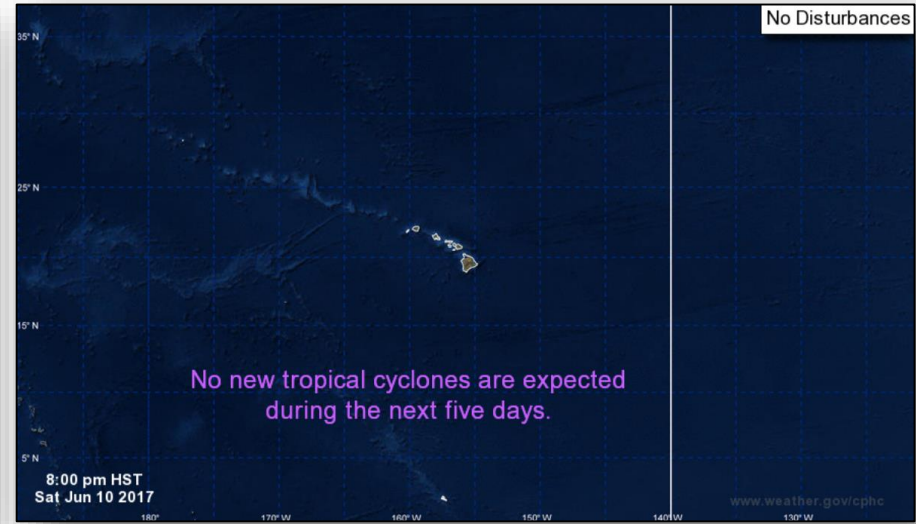 No Disturbances
35° N
25° N
15° N
No new tropical cyclones are expected
during the next five days.
5° N
8:00 pm HST
Sat Jun 10 2017
www.weather.gov/cphc
180°
170° W
160° W
150° W
140° W
130° W